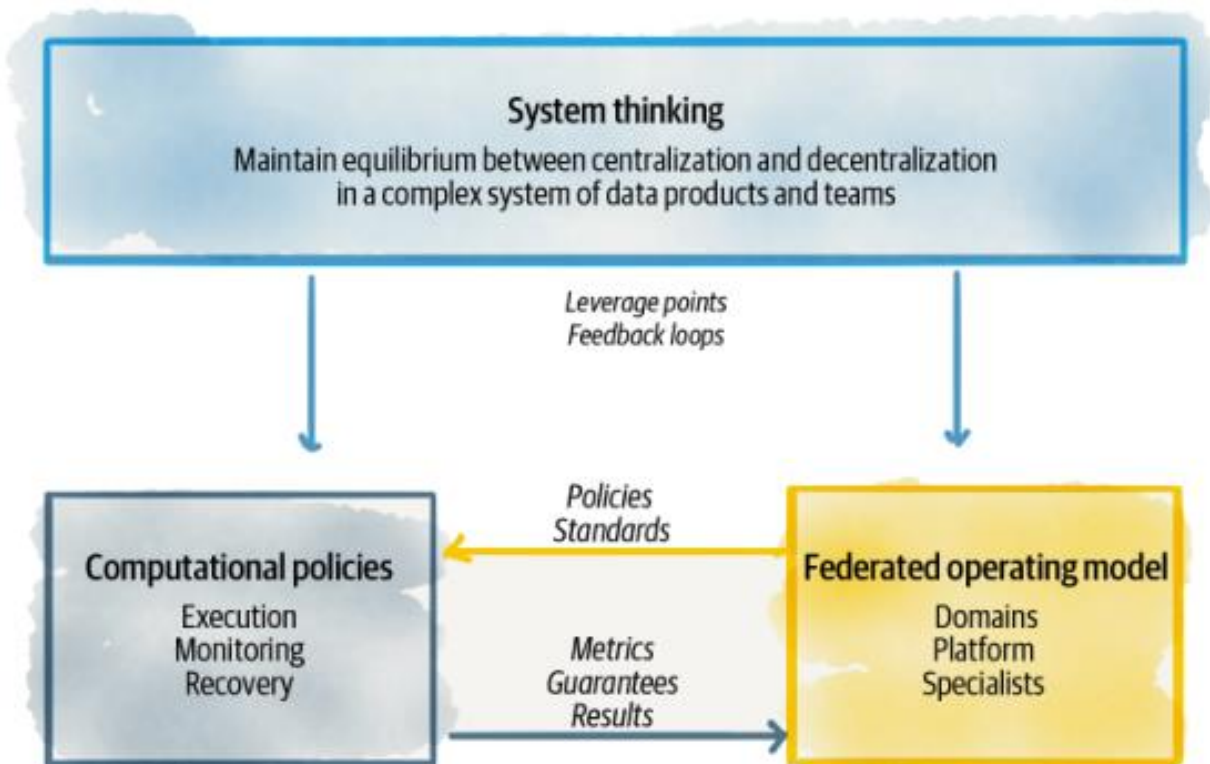 System thinking
Maintain equilibrium between centralization and decentralization
in a complex system of data products and teams
Leverage points
Feedback loops
Policies
Standards
Computational policies
Execution
Monitoring
Recovery
Metrics
Guarantees
Results
Federated operating model
Domains
Platform
Specialists